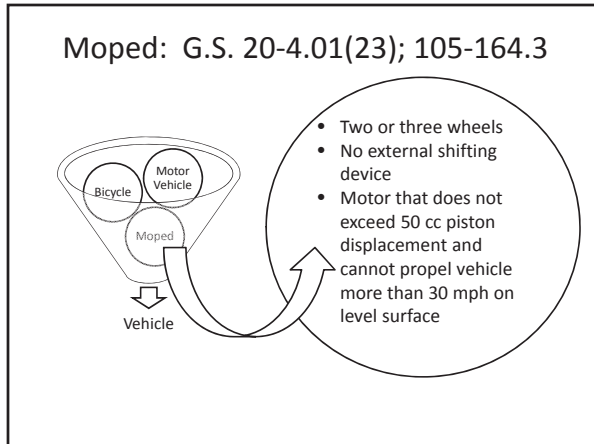 Moped: G.S. 20-4.01(23); 105-164.3
Bicycle
Motor
Vehicle
Moped
Vehicle
• Two or three wheels
• No external shifting
device
• Motor that does not
exceed 50 cc piston
displacement and
cannot propel vehicle
more than 30 mph on
level surface